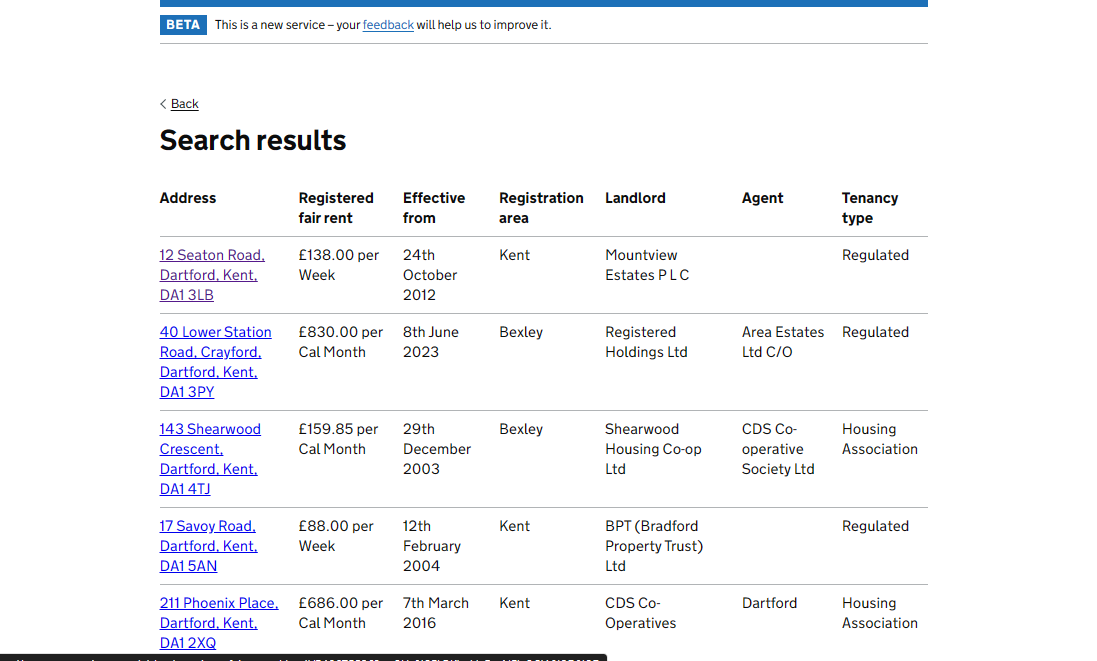 BETA This is a new service – your feedback will help us to improve it.
Back
Search results
Address Registered fair rent Effective from Registration area Landlord Agent Tenancy type
12 Seaton Road, Dartford, Kent, DA1 3LB £138.00 per Week 24th October 2012 Kent Mountview Estates P L C Regulated
40 Lower Station Road, Crayford, Dartford, Kent, DA1 3PY £830.00 per Cal Month 8th June 2023 Bexley Registered Holdings Ltd Area Estates Ltd C/O Regulated
143 Shearwood Crescent, Dartford, Kent, DA1 4TJ £159.85 per Cal Month 29th December 2003 Bexley Shearwood Housing Co-op Ltd CDS Co-operative Society Ltd Housing Association
17 Savoy Road, Dartford, Kent, DA1 5AN £88.00 per Week 12th February 2004 Kent BPT (Bradford Property Trust) Ltd Regulated
211 Phoenix Place, Dartford, Kent, DA1 2XQ £686.00 per Cal Month 7th March 2016 Kent CDS Co-Operatives Dartford Housing Association